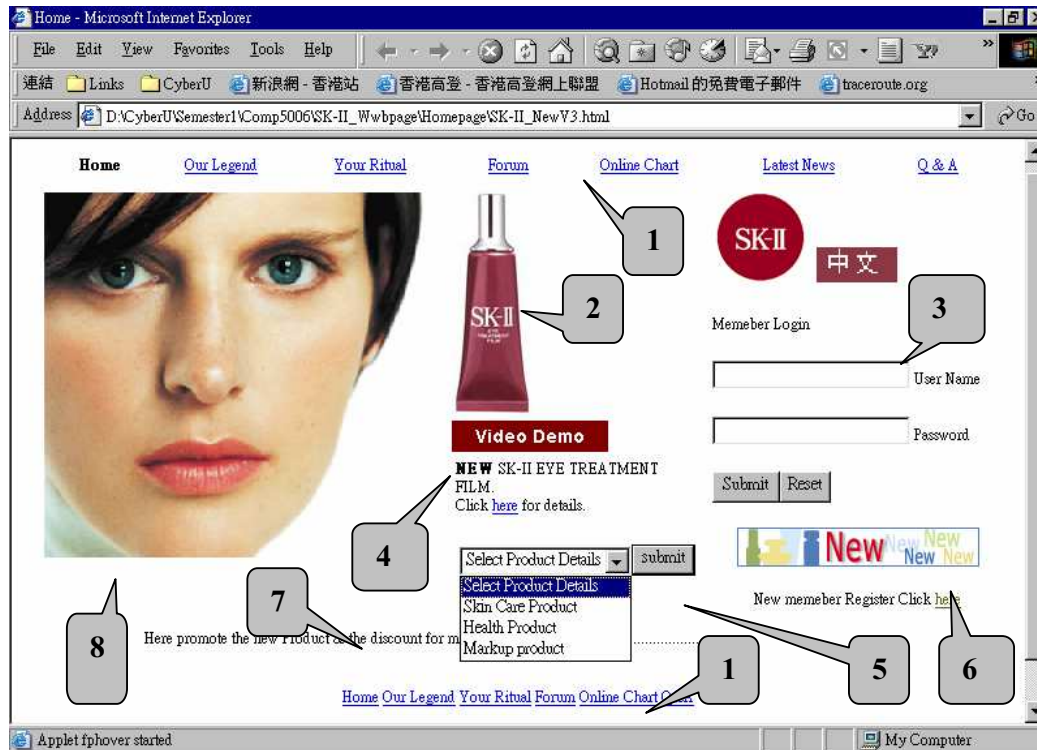 Home - Microsoft Internet Explorer
File Edit View Favorites Tools Help »
連結 Links CyberU 新浪網 - 香港站 香港高登 - 香港高登網上聯盟 Hotmail 的免費電子郵件 traceroute.org
Address D:\CyberU\Semester1\Comp5006\SK-II_Wwbpage\Homepage\SK-II_NewV3.html Go
Home Our Legend Your Ritual Forum Online Chart Latest News Q & A
1
SK-II
中文
2
SK-II
EYE
TREATMENT
FILM
3
Memeber Login
User Name
Password
Video Demo
NEW SK-II EYE TREATMENT
FILM.
Click here for details.
Submit Reset
4
New New New New New
Select Product Details submit
Select Product Details
Skin Care Product
Health Product
Markup product
New memeber Register Click here
7
8
Here promote the new Product & the discount for m
1
5
6
Home Our Legend Your Ritual Forum Online Chart
Applet fphover started My Computer